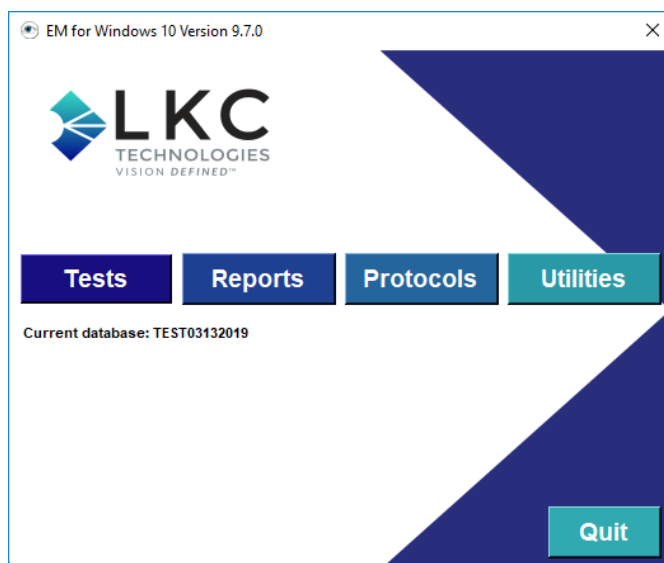 EM for Windows 10 Version 9.7.0
LKC
TECHNOLOGIES
VISION DEFINED™
Tests Reports Protocols Utilities
Current database: TEST03132019
Quit